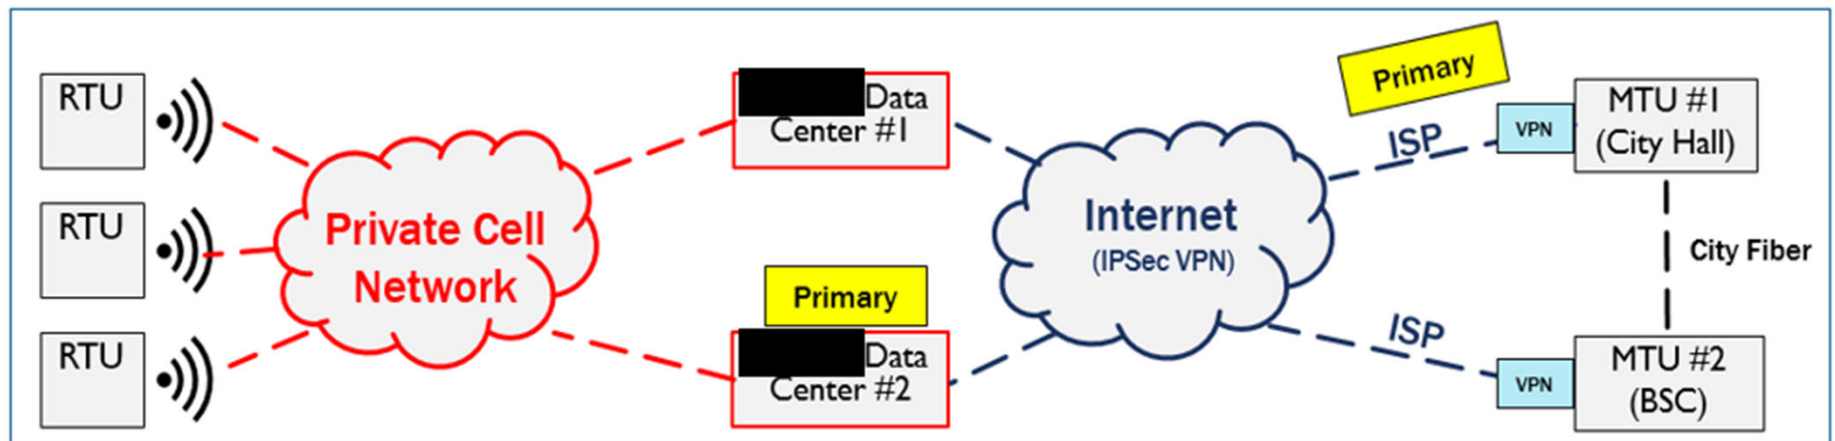 RTU
RTU
RTU
Private Cell
Network
Data
Center #1
Primary
Data
Center #2
Internet
(IPSec VPN)
Primary
ISP
VPN
MTU #1
(City Hall)
City Fiber
ISP
VPN
MTU #2
(BSC)